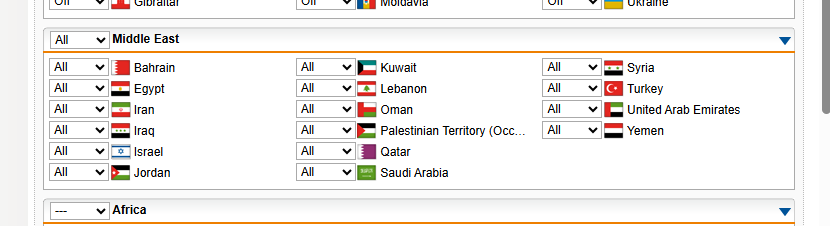 Off Gibraltar Off Moldavia Off Ukraine
All Middle East
All Bahrain All Kuwait All Syria
All Egypt All Lebanon All Turkey
All Iran All Oman All United Arab Emirates
All Iraq All Palestinian Territory (Occ... All Yemen
All Israel All Qatar
All Jordan All Saudi Arabia
--- Africa